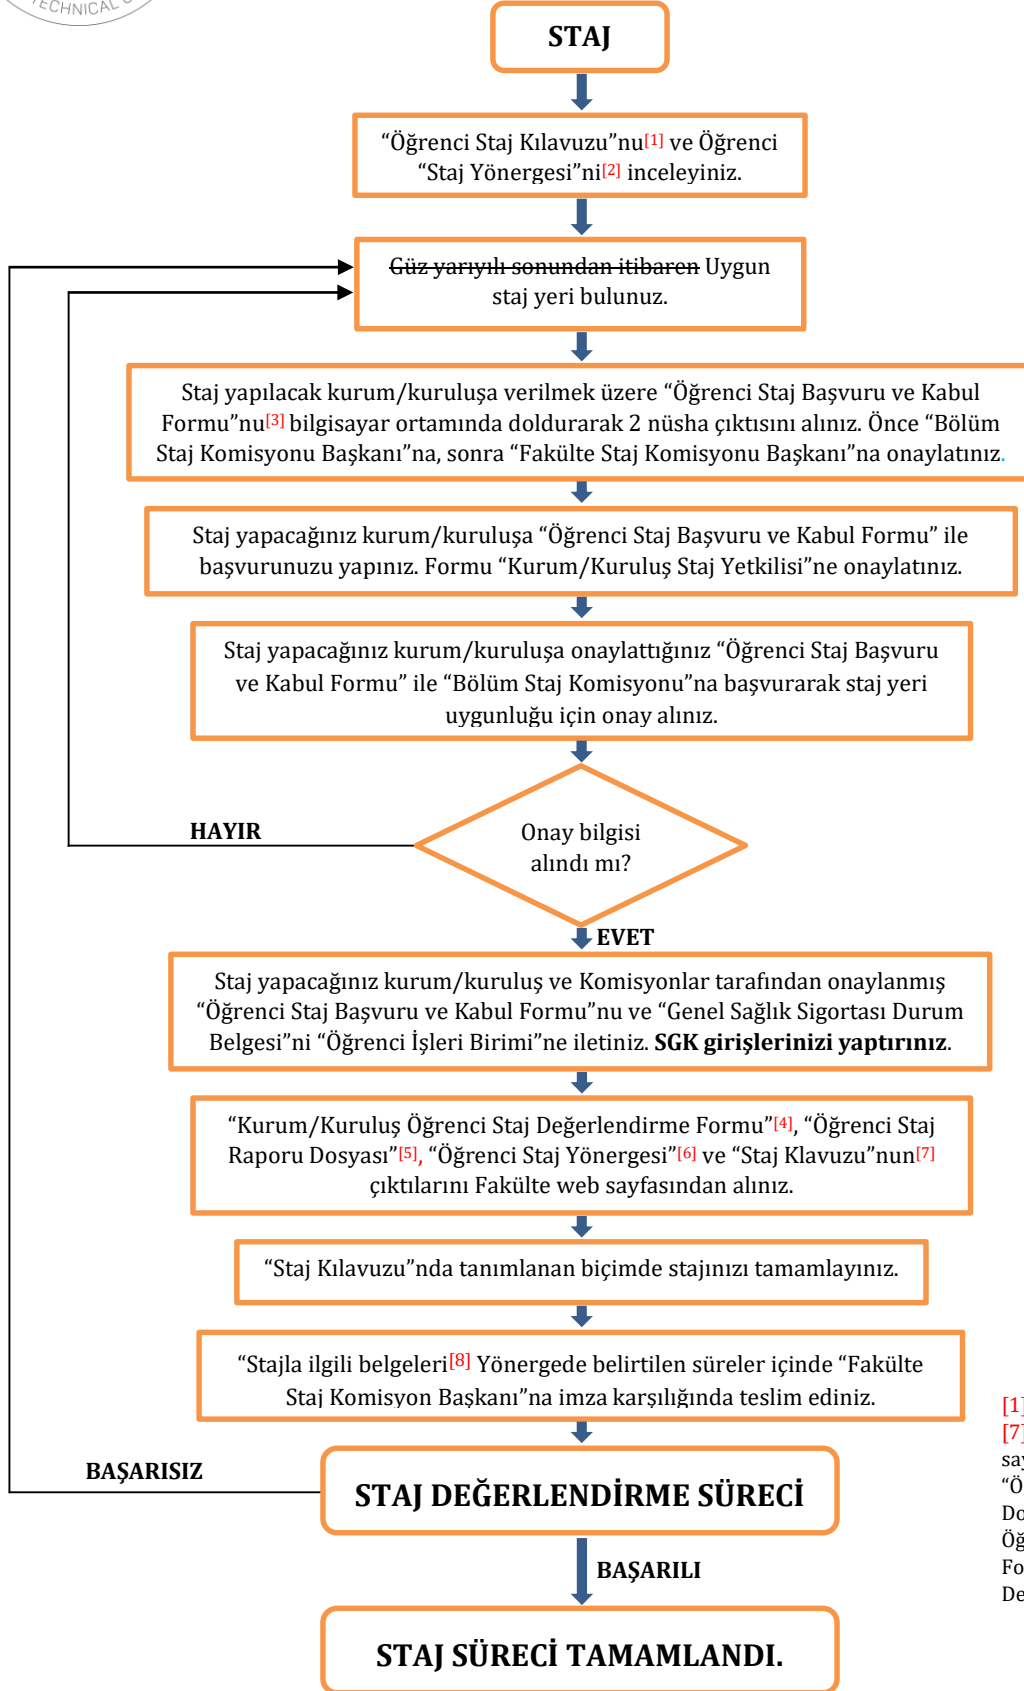 TECHNICAL
STAJ
“Öğrenci Staj Kılavuzu”nu[1] ve Öğrenci
“Staj Yönergesi”ni[2] inceleyiniz.
Güz yarıyılı sonundan itibaren Uygun
staj yeri bulunuz.
Staj yapılacak kurum/kuruluşa verilmek üzere “Öğrenci Staj Başvuru ve Kabul
Formu”nu[3] bilgisayar ortamında doldurarak 2 nüsha çıktısını alınız. Önce “Bölüm
Staj Komisyonu Başkanı”na, sonra “Fakülte Staj Komisyonu Başkanı”na onaylatınız.
Staj yapacağınız kurum/kuruluşa “Öğrenci Staj Başvuru ve Kabul Formu” ile
başvurunuzu yapınız. Formu “Kurum/Kuruluş Staj Yetkilisi”ne onaylatınız.
Staj yapacağınız kurum/kuruluşa onaylattığınız “Öğrenci Staj Başvuru
ve Kabul Formu” ile “Bölüm Staj Komisyonu”na başvurarak staj yeri
uygunluğu için onay alınız.
HAYIR
Onay bilgisi
alındı mı?
EVET
Staj yapacağınız kurum/kuruluş ve Komisyonlar tarafından onaylanmış
“Öğrenci Staj Başvuru ve Kabul Formu”nu ve “Genel Sağlık Sigortası Durum
Belgesi”ni “Öğrenci İşleri Birimi”ne iletiniz. SGK girişlerinizi yaptırınız.
“Kurum/Kuruluş Öğrenci Staj Değerlendirme Formu”[4], “Öğrenci Staj
Raporu Dosyası”[5], “Öğrenci Staj Yönergesi”[6] ve “Staj Klavuzu”nun[7]
çıktılarını Fakülte web sayfasından alınız.
“Staj Kılavuzu”nda tanımlanan biçimde stajınızı tamamlayınız.
“Stajla ilgili belgeleri[8] Yönergede belirtilen süreler içinde “Fakülte
Staj Komisyon Başkanı”na imza karşılığında teslim ediniz.
BAŞARISIZ
STAJ DEĞERLENDİRME SÜRECİ
BAŞARILI
STAJ SÜRECİ TAMAMLANDI.
[1]
[7]
say
“Ö
Do
Öğ
Fo
De